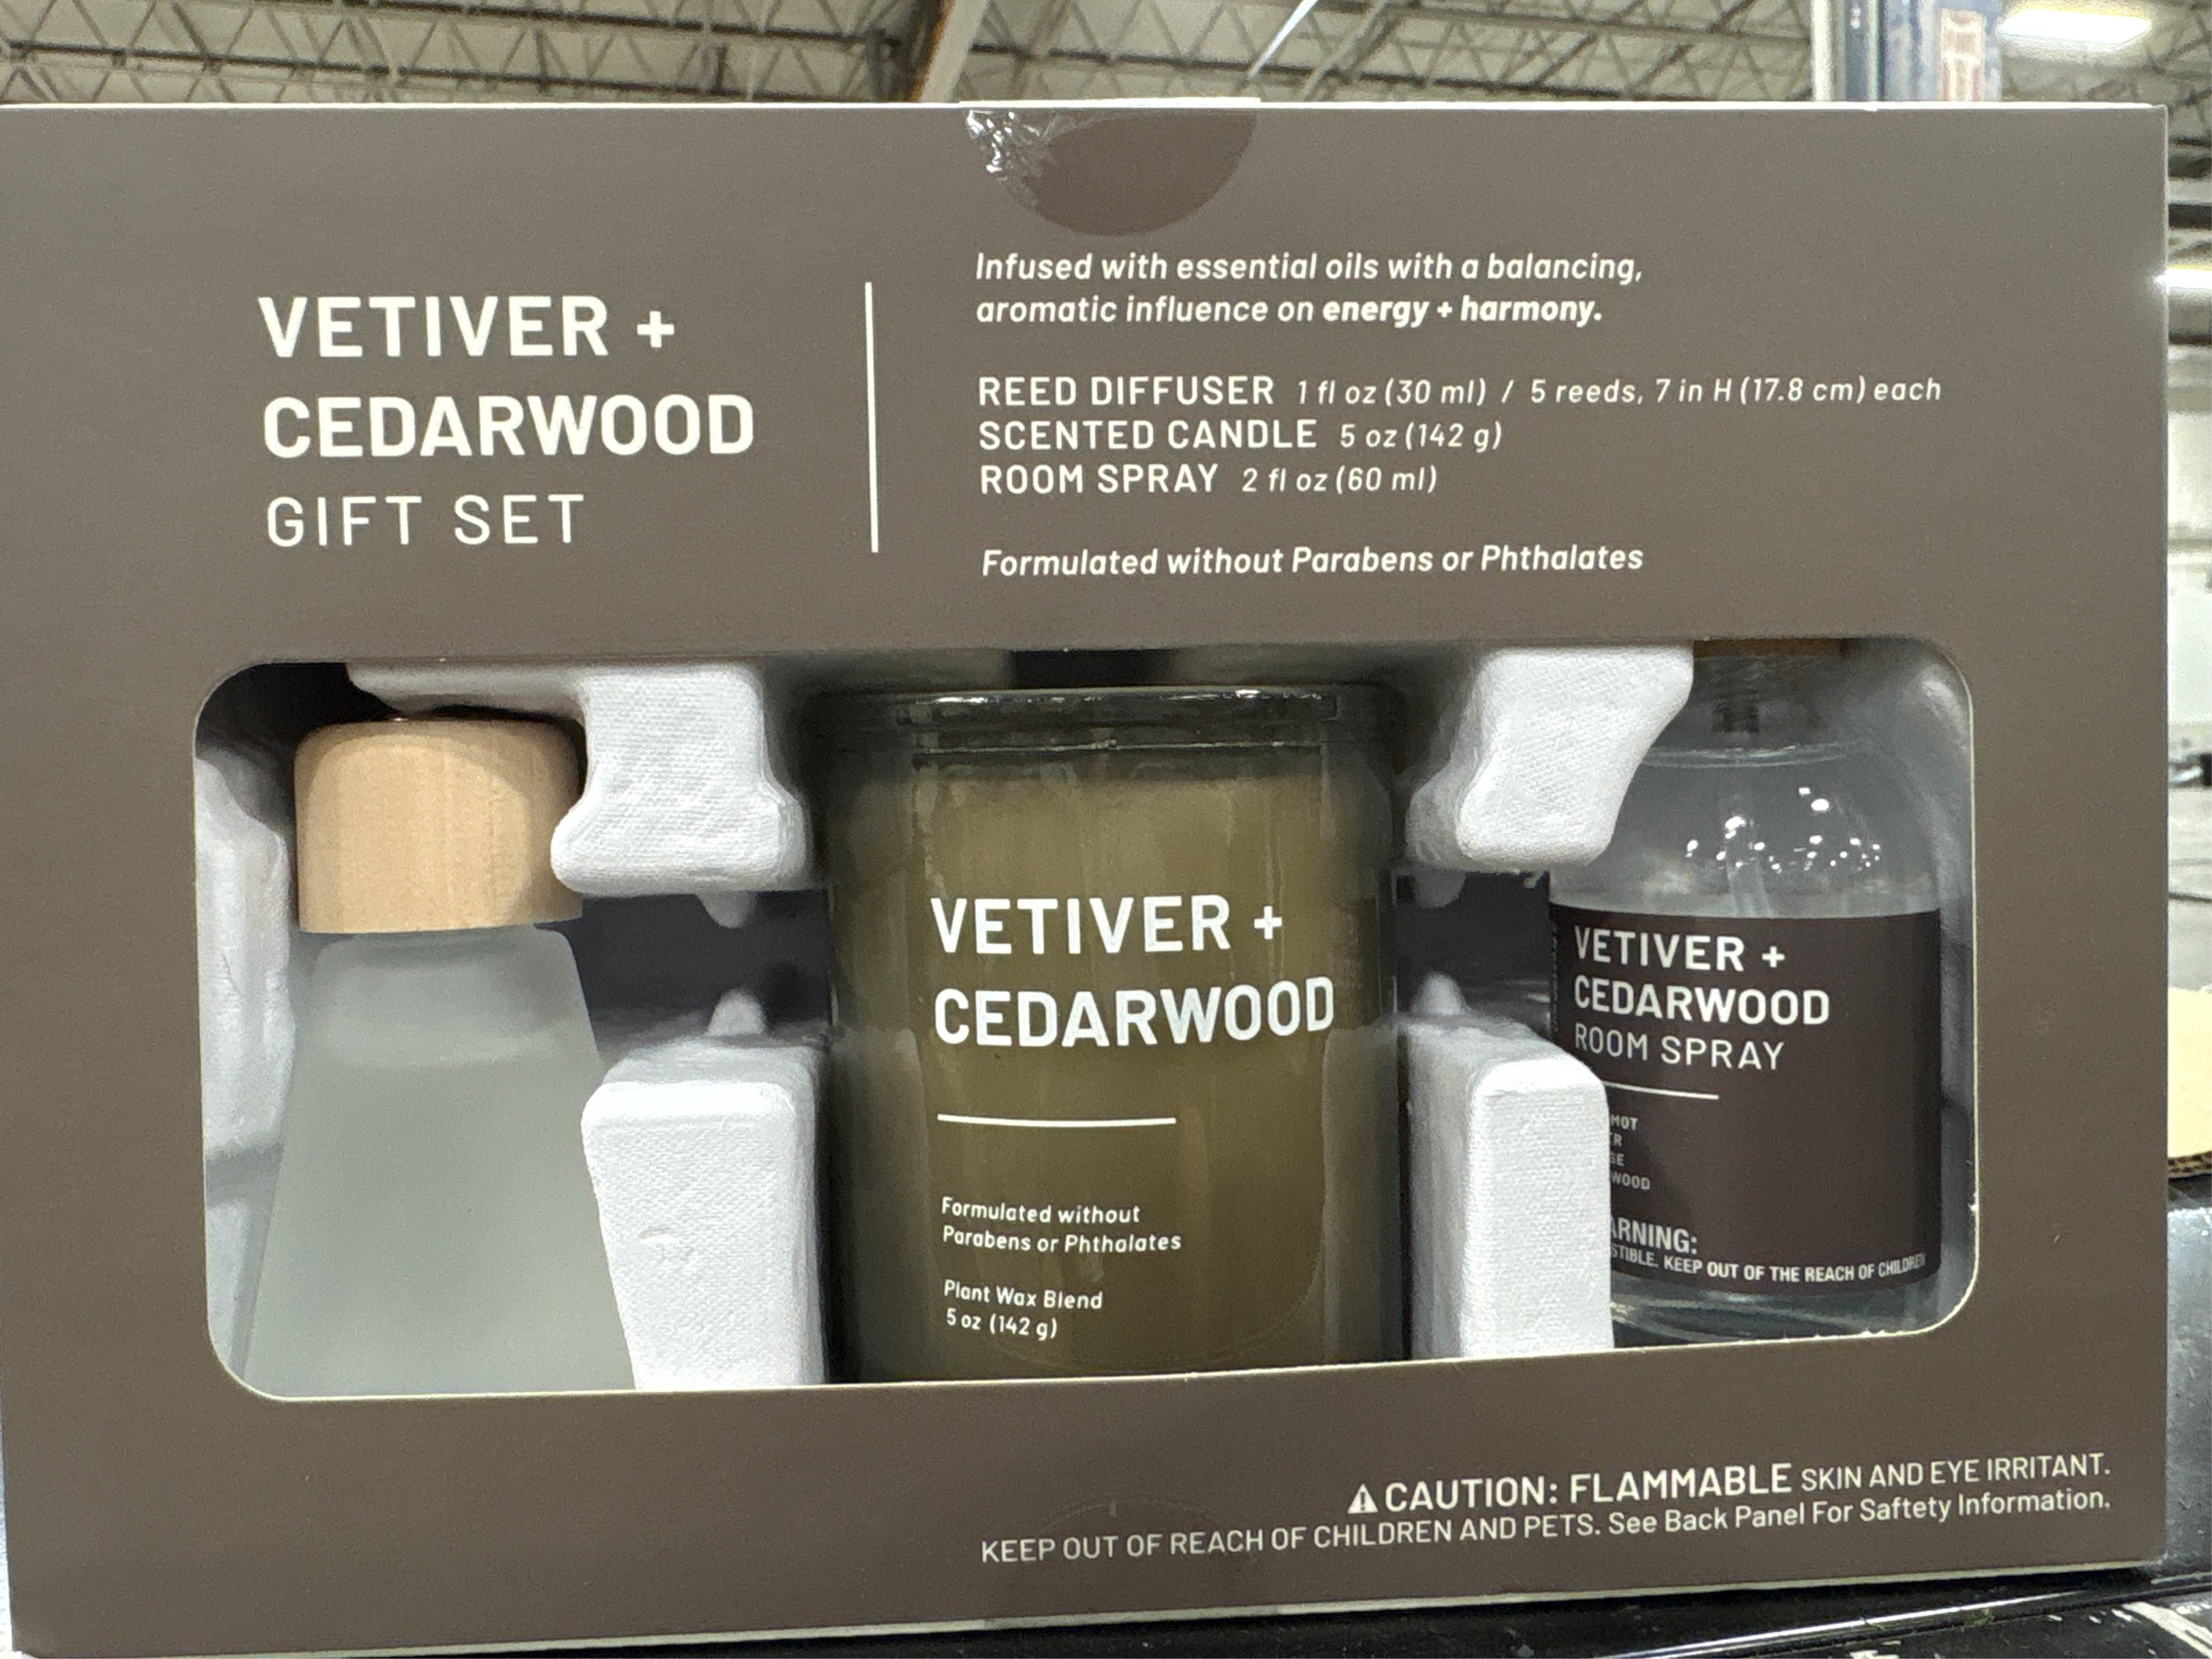 VETIVER +
CEDARWOOD
GIFT SET
Infused with essential oils with a balancing,
aromatic influence on energy + harmony.
REED DIFFUSER 1 fl oz (30 ml) / 5 reeds, 7 in H (17.8 cm) each
SCENTED CANDLE 5 oz (142 g)
ROOM SPRAY 2 fl oz (60 ml)
Formulated without Parabens or Phthalates
VETIVER +
CEDARWOOD
Formulated without
Parabens or Phthalates
Plant Wax Blend
5 oz (142 g)
VETIVER +
CEDARWOOD
ROOM SPRAY
KEEP OUT OF THE REACH OF CHILDREN
CAUTION: FLAMMABLE SKIN AND EYE IRRITANT.
KEEP OUT OF REACH OF CHILDREN AND PETS. See Back Panel For Saftety Information.